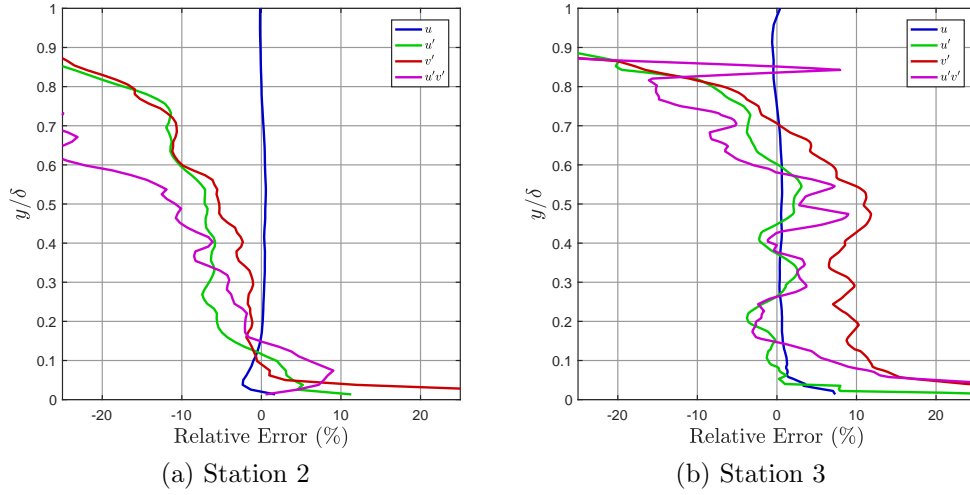 1
0.9
0.8
0.7
0.6
0.5
0.4
0.3
0.2
0.1
0
y/δ
-20 -10 0 10 20
Relative Error (%)
u
u′
v′
u′v′
(a) Station 2
1
0.9
0.8
0.7
0.6
0.5
0.4
0.3
0.2
0.1
0
y/δ
-20 -10 0 10 20
Relative Error (%)
u
u′
v′
u′v′
(b) Station 3